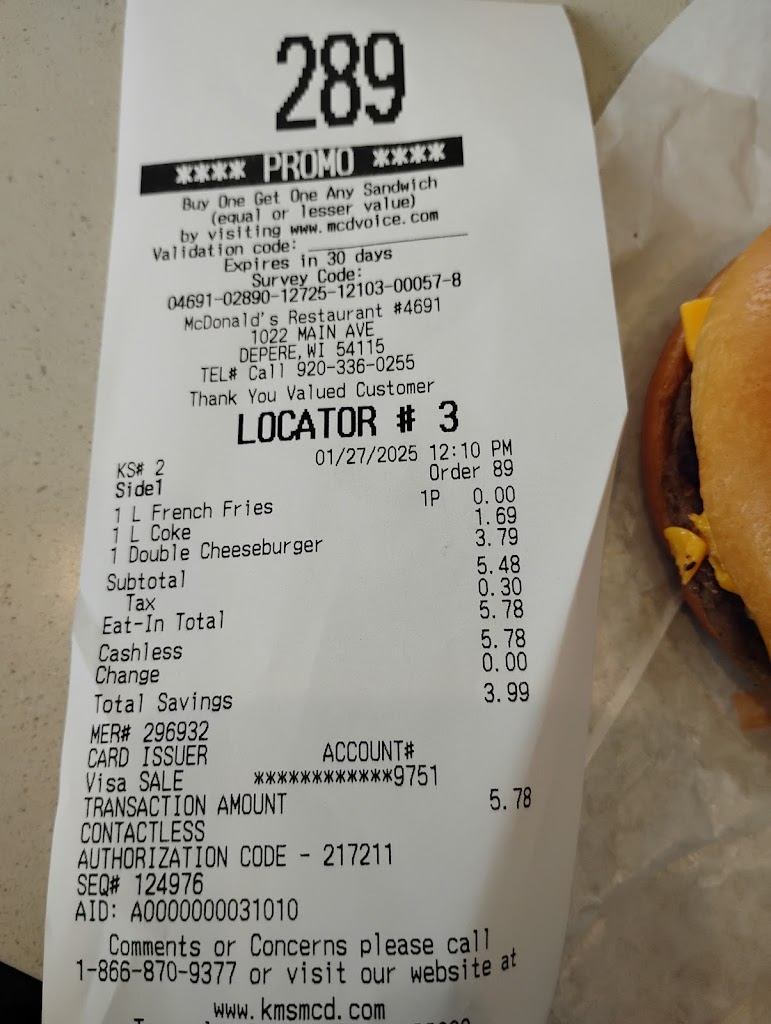 289
**** PROMO ****
Buy One Get One Any Sandwich
(equal or lesser value)
by visiting www.mcdvoice.com
Validation code: ____________
Expires in 30 days
Survey Code:
04691-02890-12725-12103-00057-8
McDonald's Restaurant #4691
1022 MAIN AVE
DEPERE,WI 54115
TEL# Call 920-336-0255
Thank You Valued Customer
LOCATOR # 3
KS# 2 01/27/2025 12:10 PM
Side1 Order 89
1 L French Fries 1P 0.00
1 L Coke 1.69
1 Double Cheeseburger 3.79
Subtotal 5.48
Tax 0.30
Eat-In Total 5.78
Cashless 5.78
Change 0.00
Total Savings 3.99
MER# 296932
CARD ISSUER ACCOUNT#
Visa SALE ************9751
TRANSACTION AMOUNT 5.78
CONTACTLESS
AUTHORIZATION CODE - 217211
SEQ# 124976
AID: A0000000031010
Comments or Concerns please call
1-866-870-9377 or visit our website at
www.kmsmcd.com